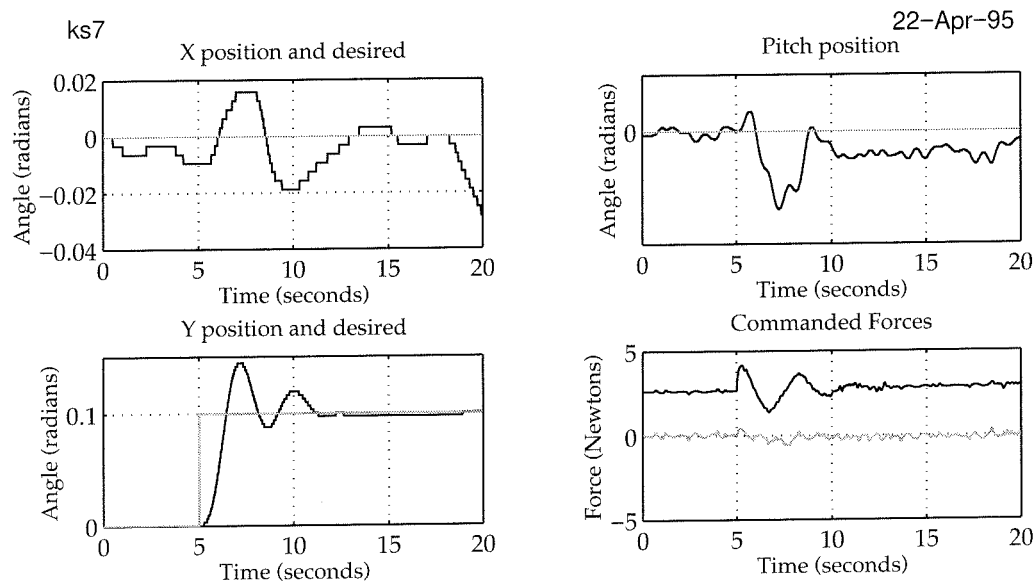 ks7
22-Apr-95
X position and desired
Angle (radians)
0.02
0
−0.02
−0.04
0 5 10 15 20
Time (seconds)
Pitch position
Angle (radians)
0
0 5 10 15 20
Time (seconds)
Y position and desired
Angle (radians)
0.1
0
0 5 10 15 20
Time (seconds)
Commanded Forces
Force (Newtons)
5
0
−5
0 5 10 15 20
Time (seconds)